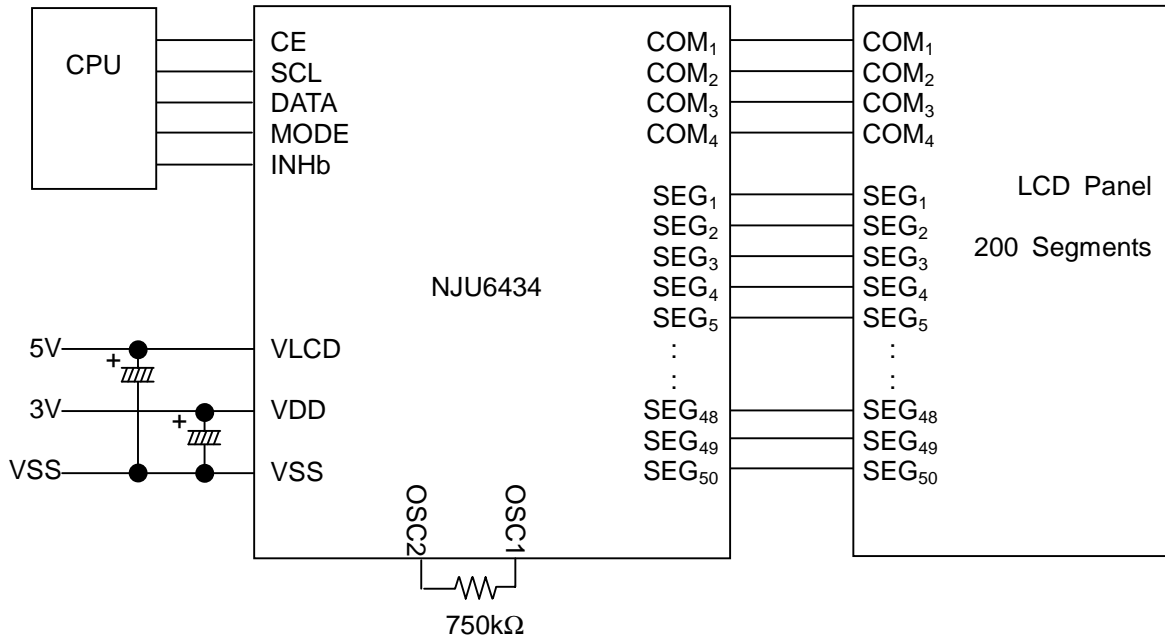 CPU
CE
SCL
DATA
MODE
INHb
5V
+
VLCD
3V
+
VDD
VSS
VSS
NJU6434
OSC2
OSC1
750kΩ
COM₁
COM₂
COM₃
COM₄
SEG₁
SEG₂
SEG₃
SEG₄
SEG₅
:
:
SEG₄₈
SEG₄₉
SEG₅₀
COM₁
COM₂
COM₃
COM₄
SEG₁
SEG₂
SEG₃
SEG₄
SEG₅
:
:
SEG₄₈
SEG₄₉
SEG₅₀
LCD Panel
200 Segments